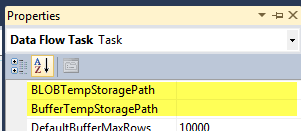 Properties
Data Flow Task Task
BLOBTempStoragePath
BufferTempStoragePath
DefaultBufferMaxRows 10000